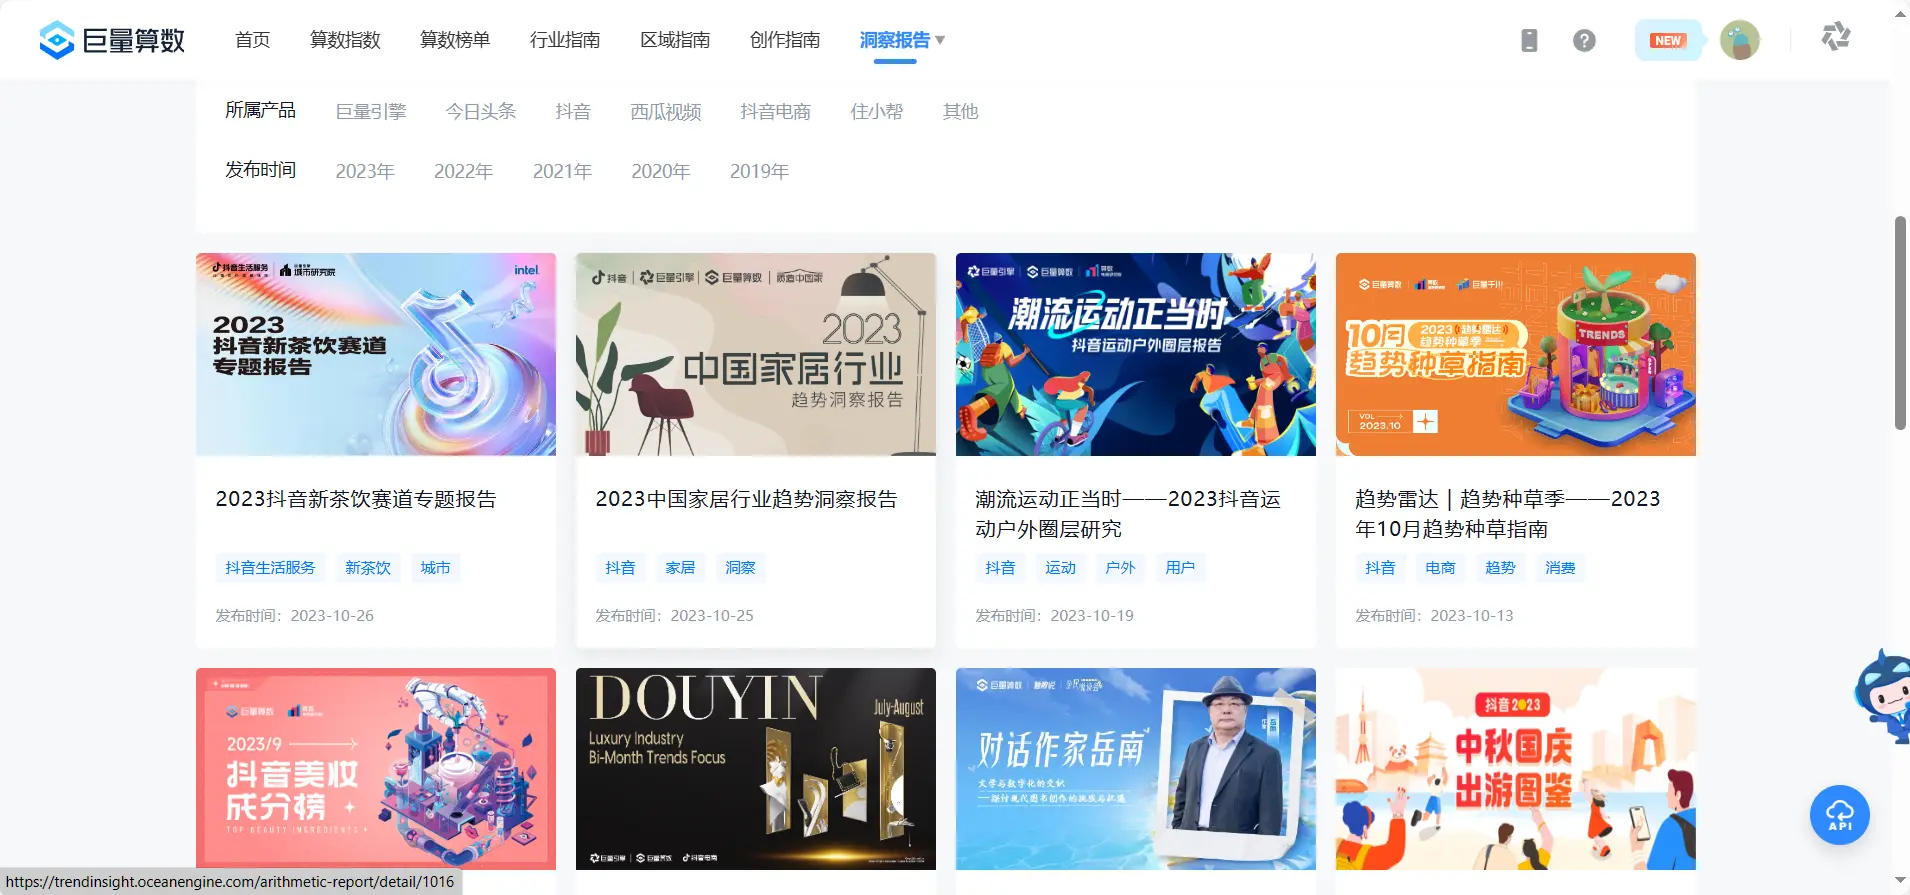 巨量算数
首页
算数指数
算数榜单
行业指南
区域指南
创作指南
洞察报告
NEW
所属产品
巨量引擎
今日头条
抖音
西瓜视频
抖音电商
住小帮
其他
发布时间
2023年
2022年
2021年
2020年
2019年
抖音生活服务
城市研究院
intel.
2023
抖音新茶饮赛道
专题报告
抖音
巨量引擎
巨量算数
2023
中国家居行业
趋势洞察报告
巨量引擎
巨量算数
潮流运动正当时
抖音运动户外圈层报告
巨量算数
巨量千川
10月
2023
趋势雷达
趋势种草季
趋势种草指南
TRENDS
VOL
2023.10
2023抖音新茶饮赛道专题报告
2023中国家居行业趋势洞察报告
潮流运动正当时——2023抖音运
动户外圈层研究
趋势雷达 | 趋势种草季——2023
年10月趋势种草指南
抖音生活服务
新茶饮
城市
抖音
家居
洞察
抖音
运动
户外
用户
抖音
电商
趋势
消费
发布时间：2023-10-26
发布时间：2023-10-25
发布时间：2023-10-19
发布时间：2023-10-13
巨量算数
2023/9
抖音美妆
成分榜
TOP BEAUTY INGREDIENTS
DOUYIN
July-August
Luxury Industry
Bi-Month Trends Focus
巨量引擎
巨量算数
抖音电商
巨量算数
对话作家岳南
文学与数字化的交织
——探讨现代图书创作的挑战与机遇
抖音2023
中秋国庆
出游图鉴
API
https://trendinsight.oceanengine.com/arithmetic-report/detail/1016